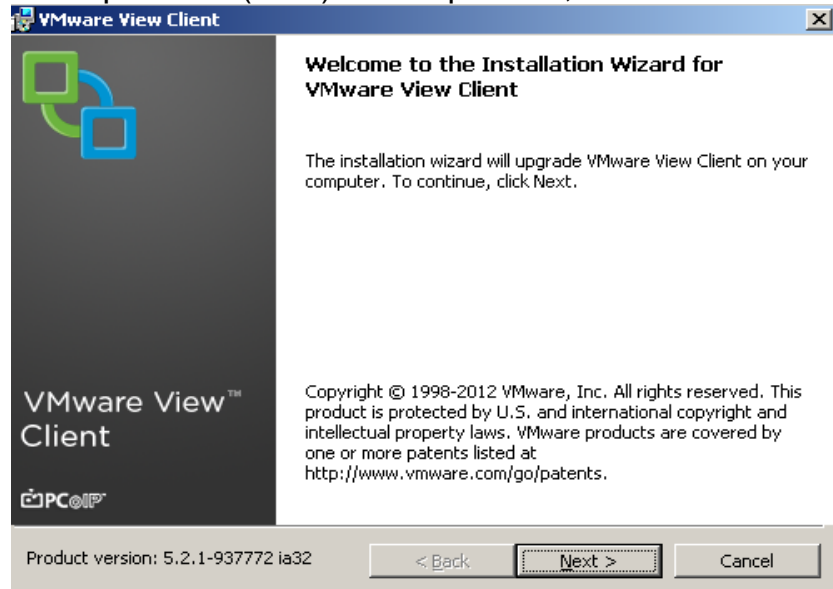 VMware View Client
Welcome to the Installation Wizard for
VMware View Client
The installation wizard will upgrade VMware View Client on your
computer. To continue, click Next.
VMware View™
Client
PCoIP
Copyright © 1998-2012 VMware, Inc. All rights reserved. This
product is protected by U.S. and international copyright and
intellectual property laws. VMware products are covered by
one or more patents listed at
http://www.vmware.com/go/patents.
Product version: 5.2.1-937772 ia32
< Back
Next >
Cancel